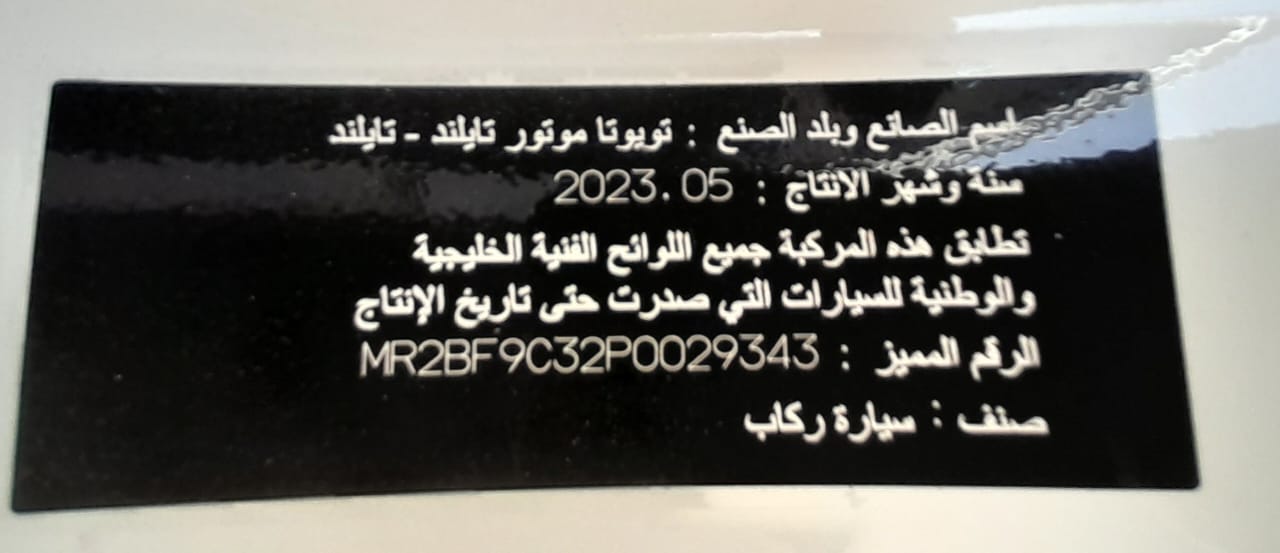 اسم الصانع وبلد الصنع : تويوتا موتور تايلند - تايلند
سنة وشهر الانتاج : 2023.05
تطابق هذه المركبة جميع اللوائح الفنية الخليجية
والوطنية للسيارات التي صدرت حتى تاريخ الإنتاج
الرقم المميز : MR2BF9C32P0029343
صنف : سيارة ركاب